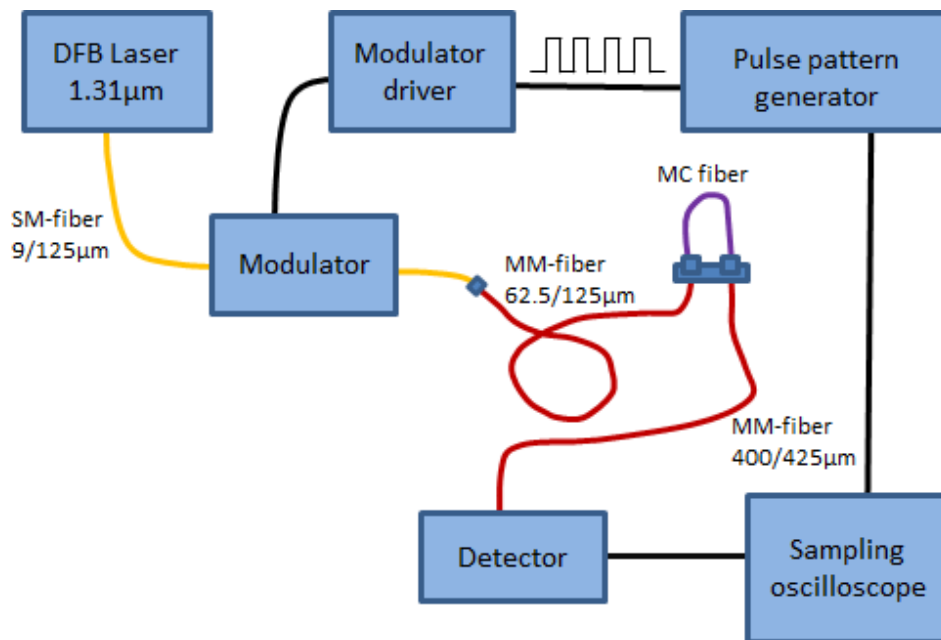 DFB Laser
1.31µm
Modulator
driver
Pulse pattern
generator
MC fiber
SM-fiber
9/125µm
Modulator
MM-fiber
62.5/125µm
MM-fiber
400/425µm
Detector
Sampling
oscilloscope